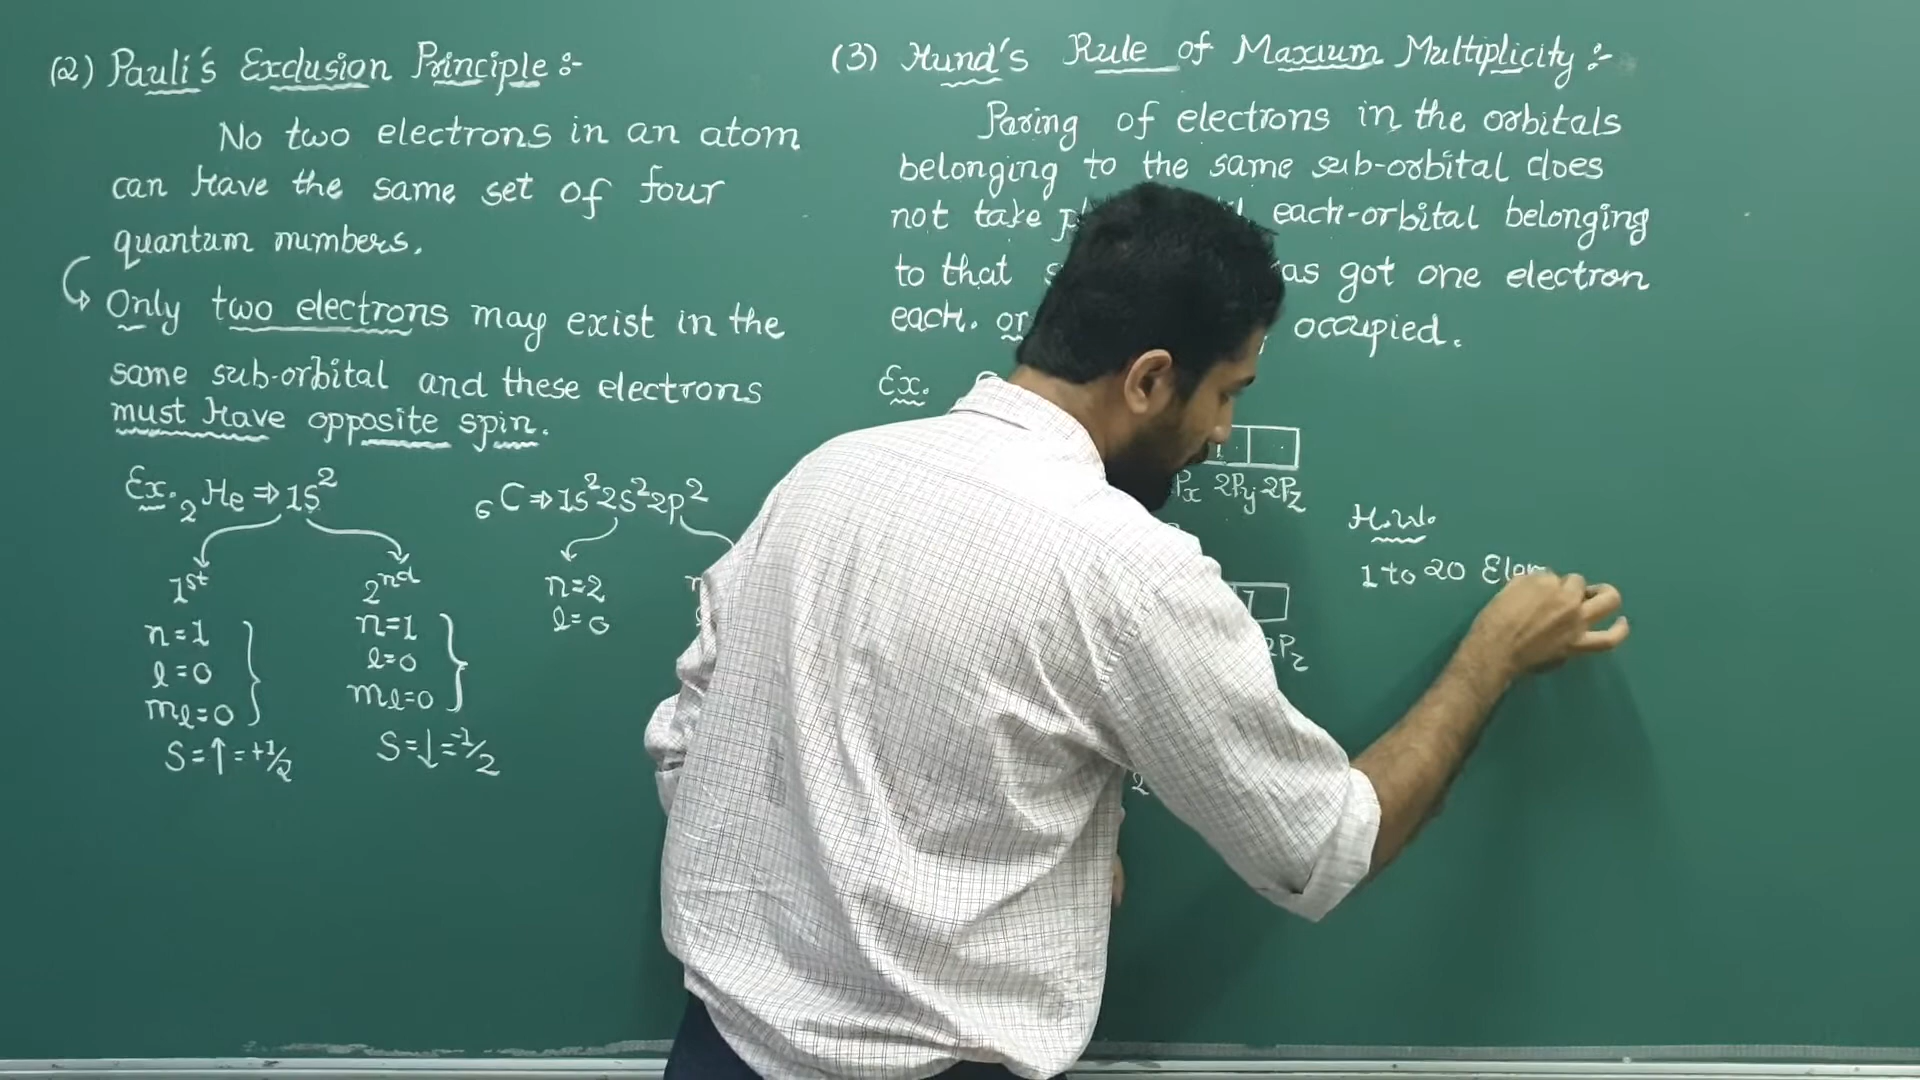 (2) Pauli's Exclusion Principle :-
No two electrons in an atom
can have the same set of four
quantum numbers.
Only two electrons may exist in the
same sub-orbital and these electrons
must have opposite spin.
Ex. ₂He ⇒ 1s²
1st
n=1
l=0
ml=0
S=↑=+1/2
2nd
n=1
l=0
ml=0
S=↓=-1/2
₆C ⇒ 1s² 2s² 2p²
n=2
l=0
(3) Hund's Rule of Maxium Multiplicity :-
Paring of electrons in the orbitals
belonging to the same sub-orbital does
not take each-orbital belonging
to that got one electron
each. or occupied.
Ex.
Px 2Py 2Pz
2Pz
2
H.W.
1 to 20 Elem